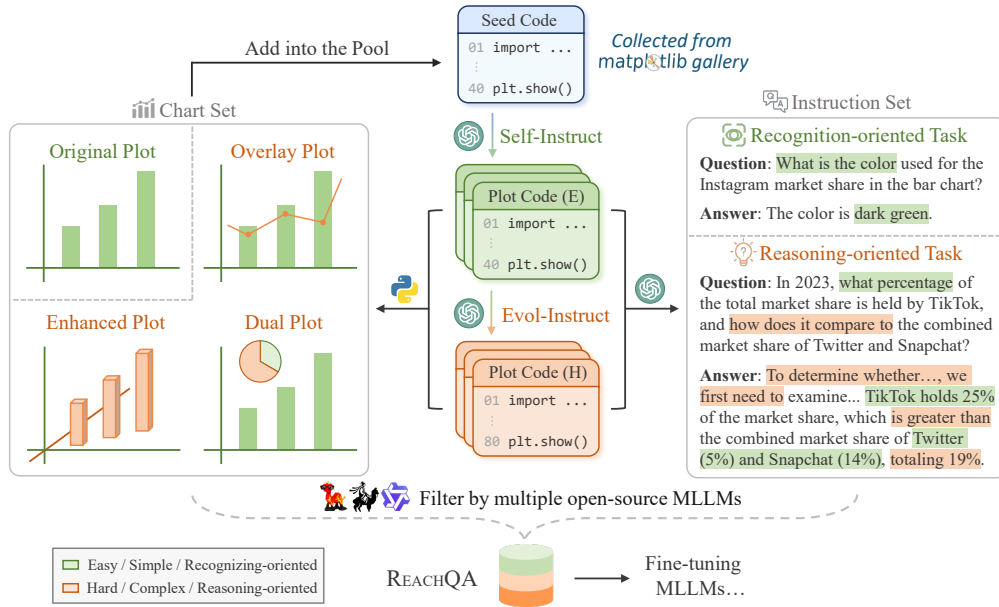 Seed Code
01 import ...
⋮
40 plt.show()
Collected from
matplotlib gallery
Add into the Pool
Chart Set
Original Plot
Overlay Plot
Enhanced Plot
Dual Plot
Self-Instruct
Plot Code (E)
01 import ...
⋮
40 plt.show()
Evol-Instruct
Plot Code (H)
01 import ...
⋮
80 plt.show()
Q
A
Instruction Set
Recognition-oriented Task
Question: What is the color used for the
Instagram market share in the bar chart?
Answer: The color is dark green.
?
Reasoning-oriented Task
Question: In 2023, what percentage of
the total market share is held by TikTok,
and how does it compare to the combined
market share of Twitter and Snapchat?
Answer: To determine whether…, we
first need to examine... TikTok holds 25%
of the market share, which is greater than
the combined market share of Twitter
(5%) and Snapchat (14%), totaling 19%.
Filter by multiple open-source MLLMs
Easy / Simple / Recognizing-oriented
Hard / Complex / Reasoning-oriented
REACHQA
Fine-tuning
MLLMs…